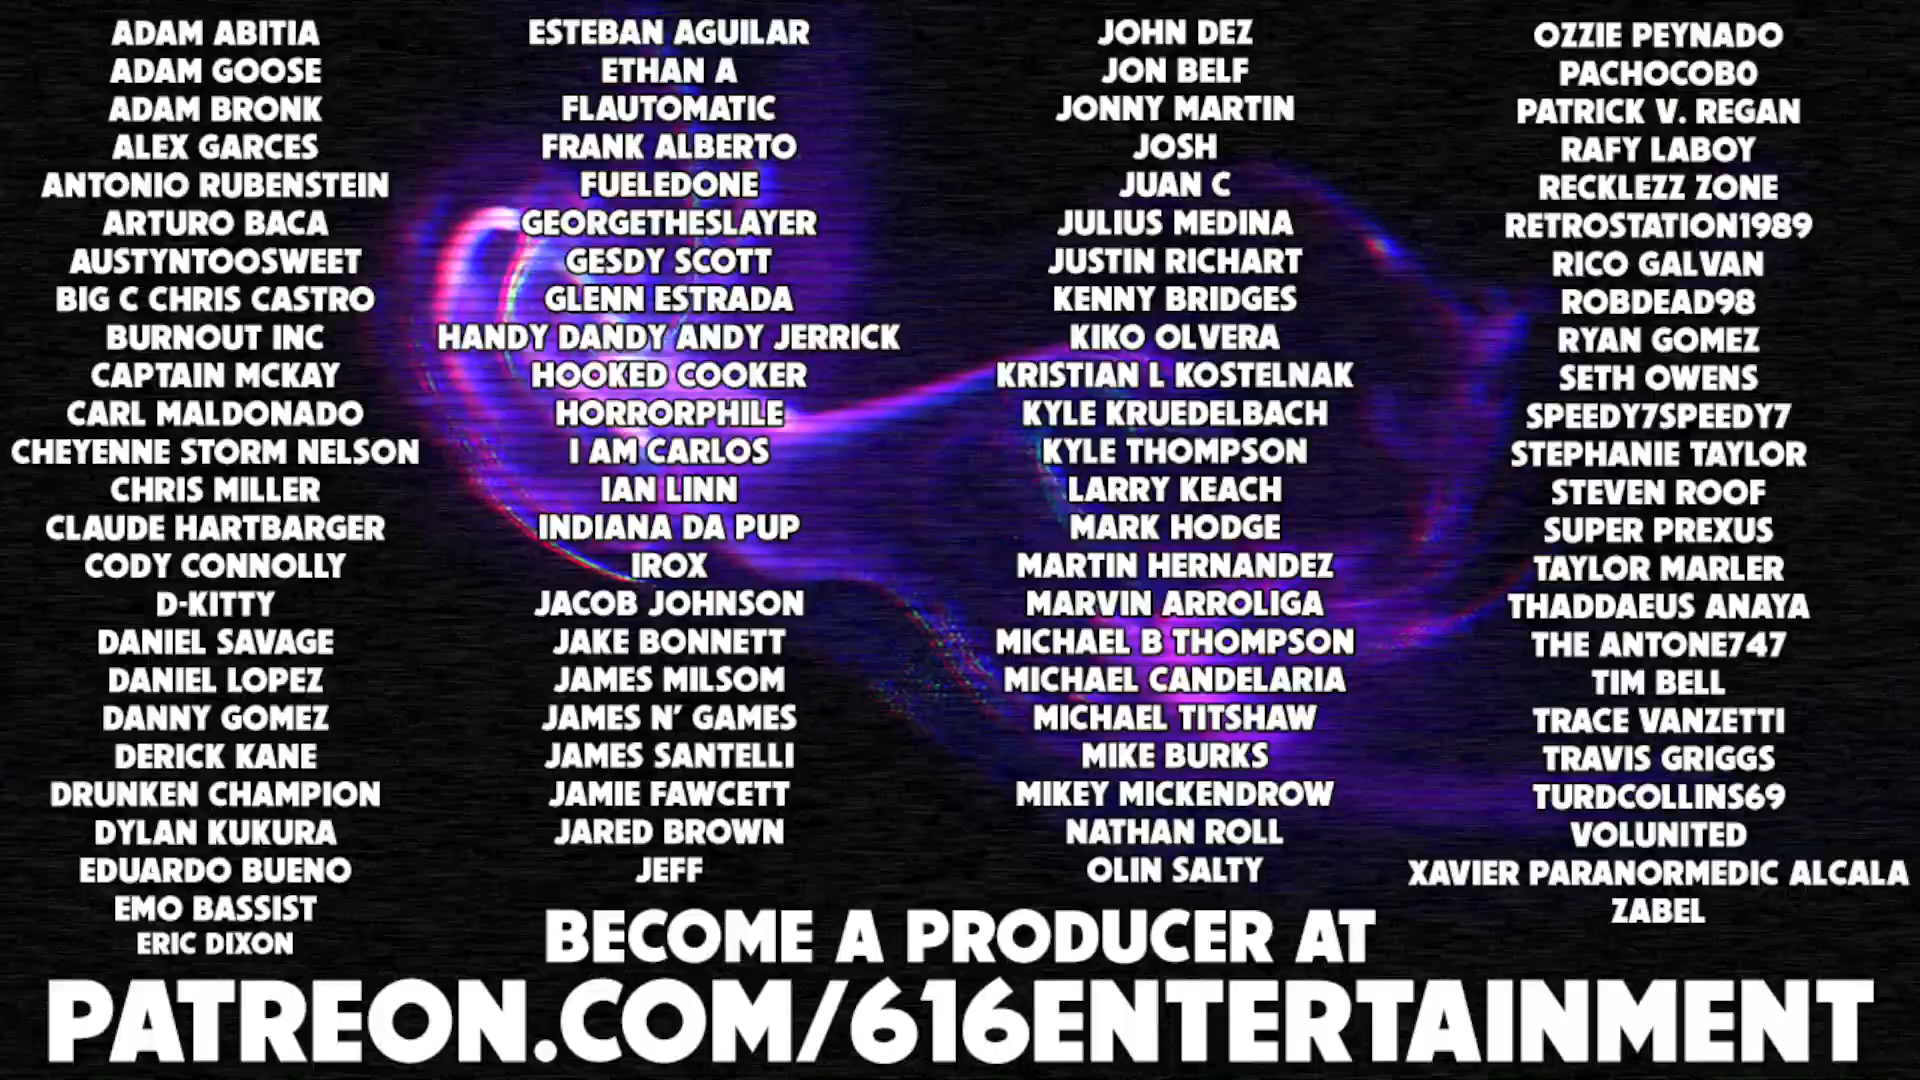 ADAM ABITIA
ADAM GOOSE
ADAM BRONK
ALEX GARCES
ANTONIO RUBENSTEIN
ARTURO BACA
AUSTYNTOOSWEET
BIG C CHRIS CASTRO
BURNOUT INC
CAPTAIN MCKAY
CARL MALDONADO
CHEYENNE STORM NELSON
CHRIS MILLER
CLAUDE HARTBARGER
CODY CONNOLLY
D-KITTY
DANIEL SAVAGE
DANIEL LOPEZ
DANNY GOMEZ
DERICK KANE
DRUNKEN CHAMPION
DYLAN KUKURA
EDUARDO BUENO
EMO BASSIST
ERIC DIXON
ESTEBAN AGUILAR
ETHAN A
FLAUTOMATIC
FRANK ALBERTO
FUELEDONE
GEORGETHESLAYER
GESDY SCOTT
GLENN ESTRADA
HANDY DANDY ANDY JERRICK
HOOKED COOKER
HORRORPHILE
I AM CARLOS
IAN LINN
INDIANA DA PUP
IROX
JACOB JOHNSON
JAKE BONNETT
JAMES MILSOM
JAMES N' GAMES
JAMES SANTELLI
JAMIE FAWCETT
JARED BROWN
JEFF
JOHN DEZ
JON BELF
JONNY MARTIN
JOSH
JUAN C
JULIUS MEDINA
JUSTIN RICHART
KENNY BRIDGES
KIKO OLVERA
KRISTIAN L KOSTELNAK
KYLE KRUEDELBACH
KYLE THOMPSON
LARRY KEACH
MARK HODGE
MARTIN HERNANDEZ
MARVIN ARROLIGA
MICHAEL B THOMPSON
MICHAEL CANDELARIA
MICHAEL TITSHAW
MIKE BURKS
MIKEY MICKENDROW
NATHAN ROLL
OLIN SALTY
OZZIE PEYNADO
PACHOCOB0
PATRICK V. REGAN
RAFY LABOY
RECKLEZZ ZONE
RETROSTATION1989
RICO GALVAN
ROBDEAD98
RYAN GOMEZ
SETH OWENS
SPEEDY7SPEEDY7
STEPHANIE TAYLOR
STEVEN ROOF
SUPER PREXUS
TAYLOR MARLER
THADDAEUS ANAYA
THE ANTONE747
TIM BELL
TRACE VANZETTI
TRAVIS GRIGGS
TURDCOLLINS69
VOLUNITED
XAVIER PARANORMEDIC ALCALA
ZABEL
BECOME A PRODUCER AT
PATREON.COM/616ENTERTAINMENT